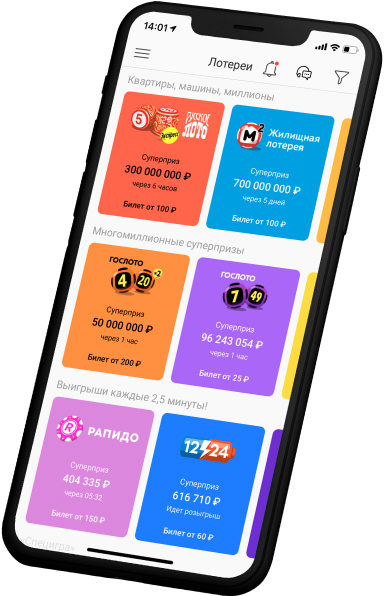 14:01
Лотереи
Квартиры, машины, миллионы
5
Экспресс
РУССКОЕ
ЛОТО
Суперприз
300 000 000 ₽
через 6 часов
Билет от 100 ₽
М2
Жилищная
лотерея
Суперприз
700 000 000 ₽
через 5 дней
Билет от 100 ₽
Многомиллионные суперпризы
ГОСЛОТО
4 20 x2
Суперприз
50 000 000 ₽
через 1 час
Билет от 200 ₽
ГОСЛОТО
7 49
Суперприз
96 243 054 ₽
через 1 час
Билет от 25 ₽
Выигрыши каждые 2,5 минуты!
R РАПИДО
Суперприз
404 335 ₽
через 05:32
Билет от 150 ₽
12 24
Суперприз
616 710 ₽
Идет розыгрыш
Билет от 60 ₽
«Специгра»